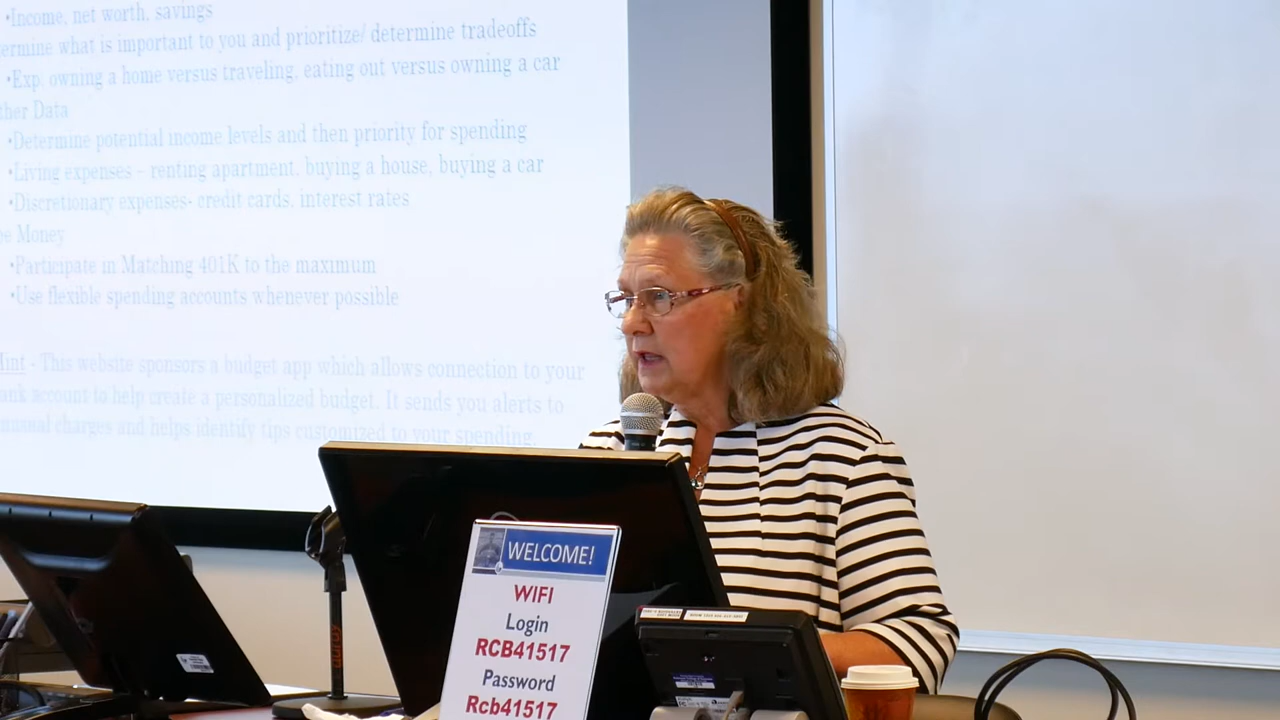 •Income, net worth, savings
ermine what is important to you and prioritize/ determine tradeoffs
•Exp. owning a home versus traveling, eating out versus owning a car
ther Data
•Determine potential income levels and then priority for spending
•Living expenses – renting apartment, buying a house, buying a car
•Discretionary expenses- credit cards, interest rates
Money
•Participate in Matching 401K to the maximum
•Use flexible spending accounts whenever possible
Mint - This website sponsors a budget app which allows connection to your
ank account to help create a personalized budget. It sends you alerts to
unusual charges and helps identify tips customized to your spending.
WELCOME!
WIFI
Login
RCB41517
Password
Rcb41517